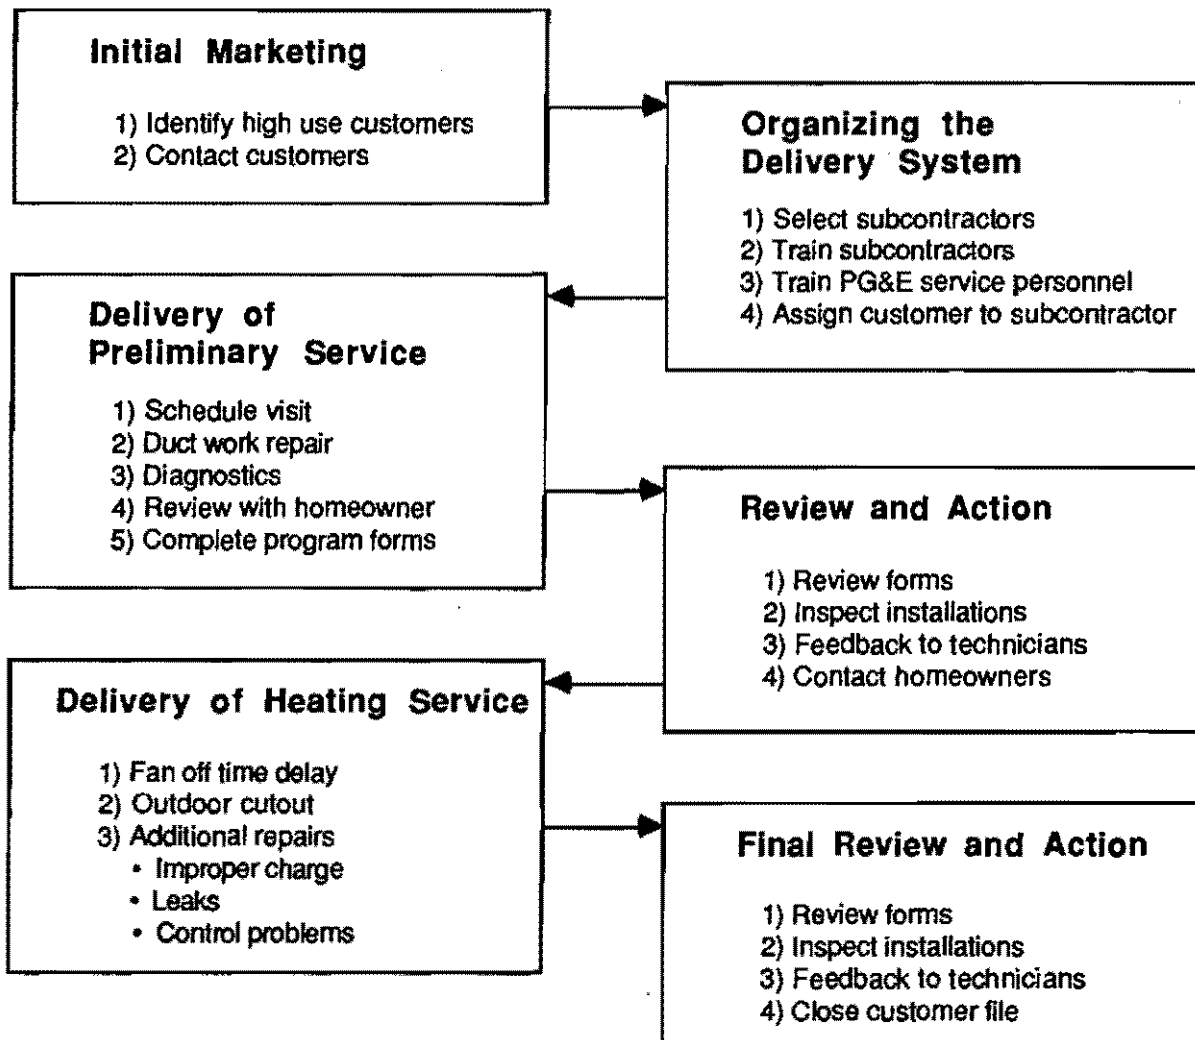 Initial Marketing
1) Identify high use customers
2) Contact customers
Organizing the
Delivery System
1) Select subcontractors
2) Train subcontractors
3) Train PG&E service personnel
4) Assign customer to subcontractor
Delivery of
Preliminary Service
1) Schedule visit
2) Duct work repair
3) Diagnostics
4) Review with homeowner
5) Complete program forms
Review and Action
1) Review forms
2) Inspect installations
3) Feedback to technicians
4) Contact homeowners
Delivery of Heating Service
1) Fan off time delay
2) Outdoor cutout
3) Additional repairs
• Improper charge
• Leaks
• Control problems
Final Review and Action
1) Review forms
2) Inspect installations
3) Feedback to technicians
4) Close customer file